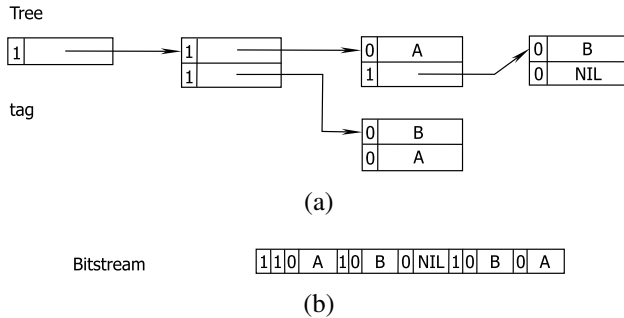 Tree
1 1 0 A 0 B
1 1 0 NIL
tag
0 B
0 A
(a)
Bitstream 1 1 0 A 1 0 B 0 NIL 1 0 B 0 A
(b)